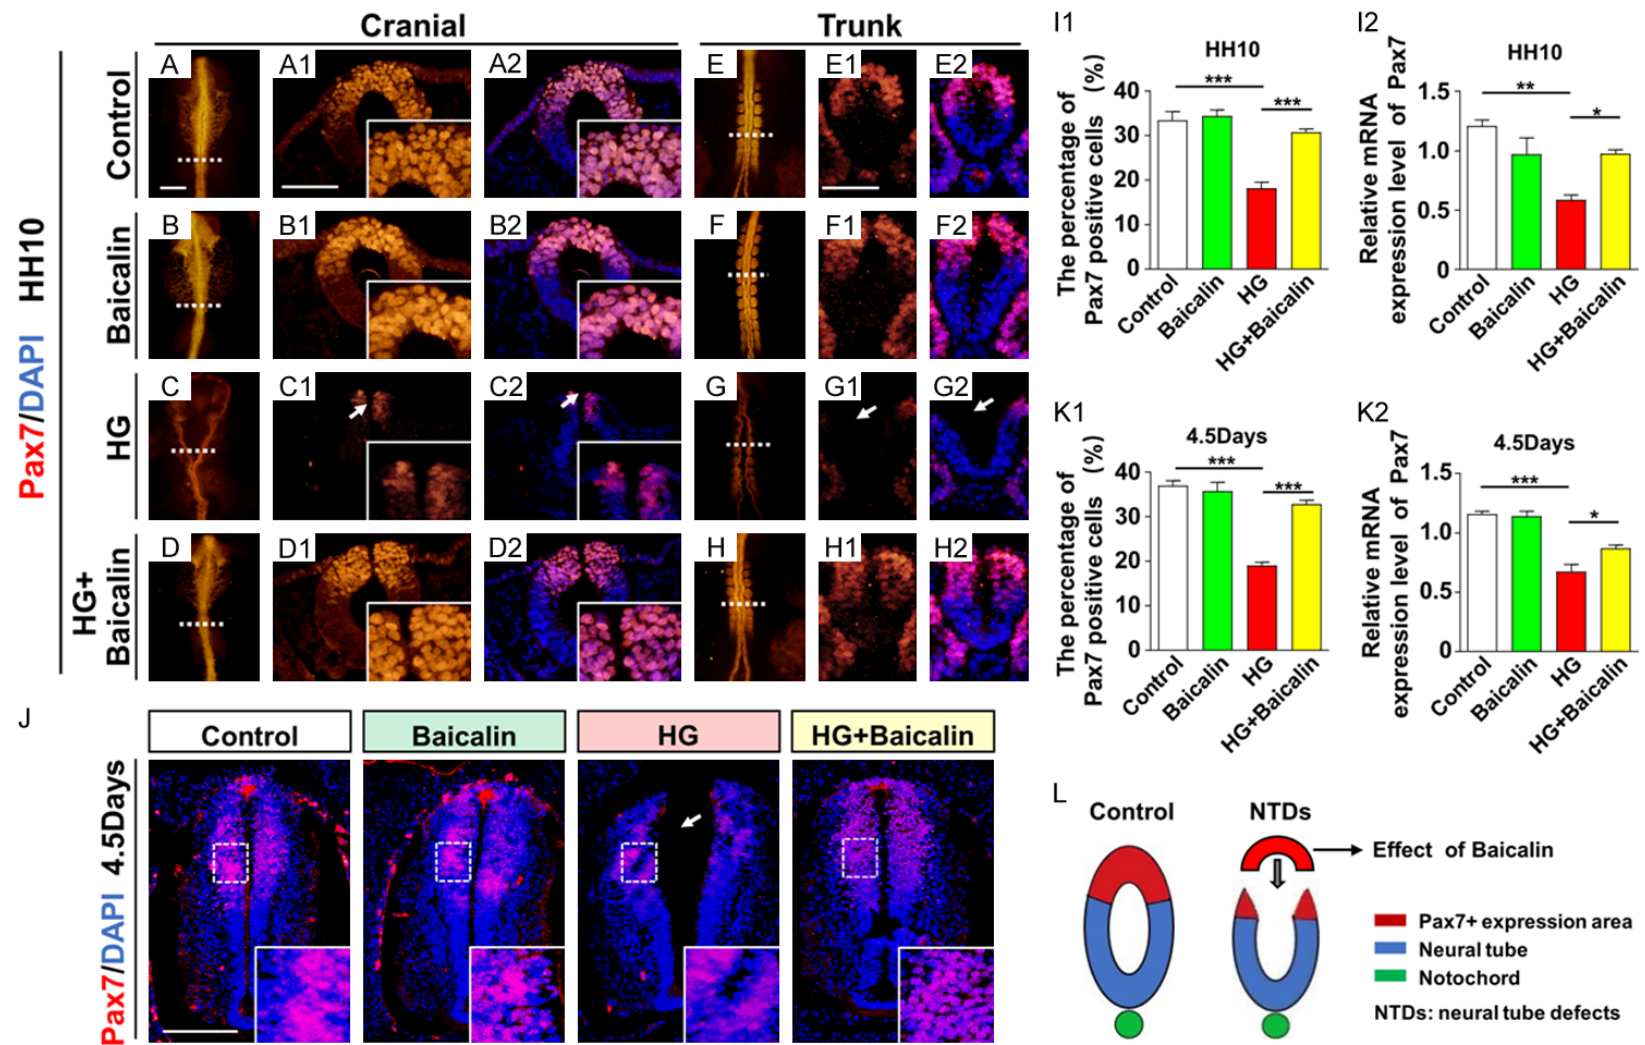 Cranial
Trunk
Pax7/DAPI HH10
Control
A
A1
A2
E
E1
E2
Baicalin
B
B1
B2
F
F1
F2
HG
C
C1
C2
G
G1
G2
HG+
Baicalin
D
D1
D2
H
H1
H2
I1
HH10
The percentage of
Pax7 positive cells (%)
40
30
20
10
0
***
***
Control
Baicalin
HG
HG+Baicalin
I2
HH10
Relative mRNA
expression level of Pax7
1.5
1.0
0.5
0
**
*
Control
Baicalin
HG
HG+Baicalin
K1
4.5Days
The percentage of
Pax7 positive cells (%)
40
30
20
10
0
***
***
Control
Baicalin
HG
HG+Baicalin
K2
4.5Days
Relative mRNA
expression level of Pax7
1.5
1.0
0.5
0
***
*
Control
Baicalin
HG
HG+Baicalin
J
Pax7/DAPI 4.5Days
Control
Baicalin
HG
HG+Baicalin
L
Control
NTDs
Effect of Baicalin
Pax7+ expression area
Neural tube
Notochord
NTDs: neural tube defects